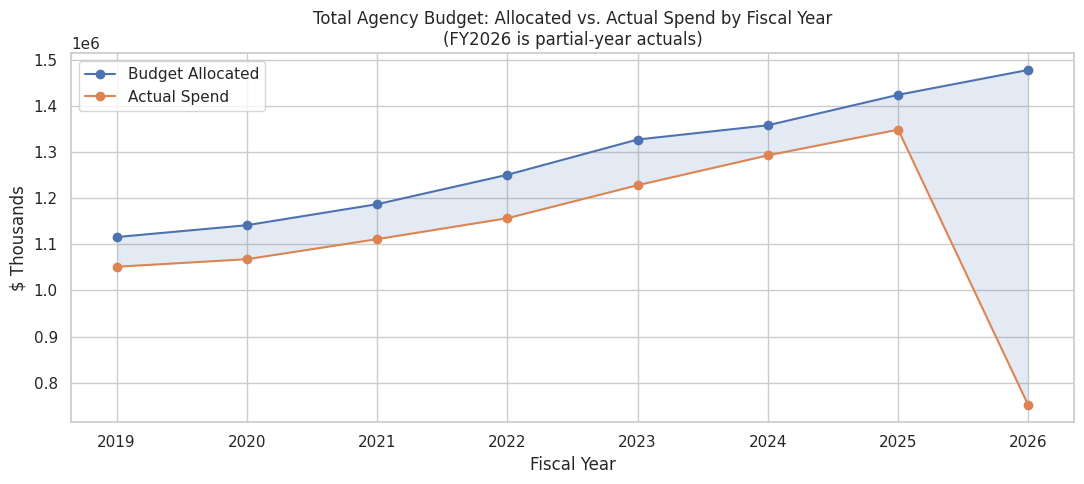 Total Agency Budget: Allocated vs. Actual Spend by Fiscal Year
(FY2026 is partial-year actuals)
1e6
Budget Allocated
Actual Spend
1.5
1.4
1.3
1.2
1.1
1.0
0.9
0.8
$ Thousands
2019 2020 2021 2022 2023 2024 2025 2026
Fiscal Year